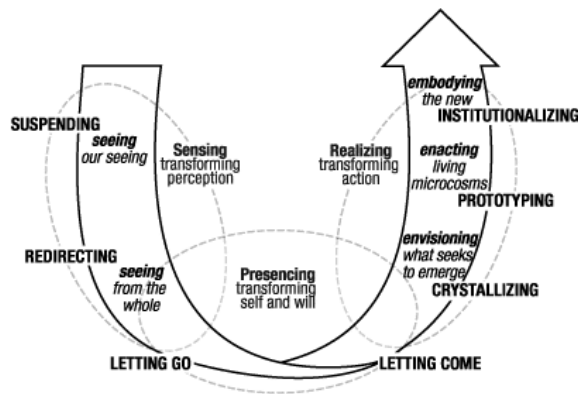 SUSPENDING
seeing
our seeing
Sensing
transforming
perception
REDIRECTING
seeing
from the
whole
LETTING GO
Presencing
transforming
self and will
LETTING COME
Realizing
transforming
action
envisioning
what seeks
to emerge
CRYSTALLIZING
enacting
living
microcosms
PROTOTYPING
embodying
the new
INSTITUTIONALIZING